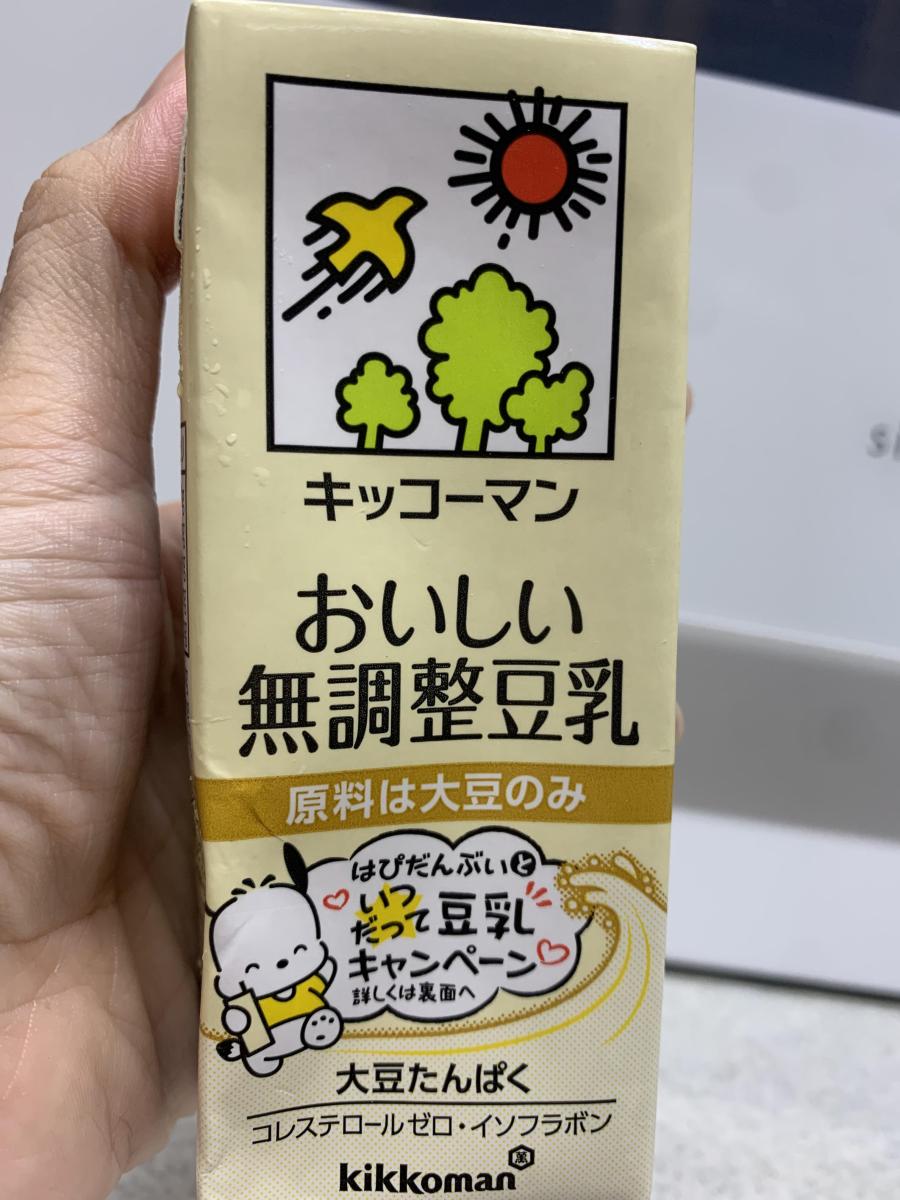 キッコーマン
おいしい
無調整豆乳
原料は大豆のみ
はぴだんぶいと
いつ
だって豆乳
キャンペーン
詳しくは裏面へ
大豆たんぱく
コレステロールゼロ・イソフラボン
kikkoman
萬